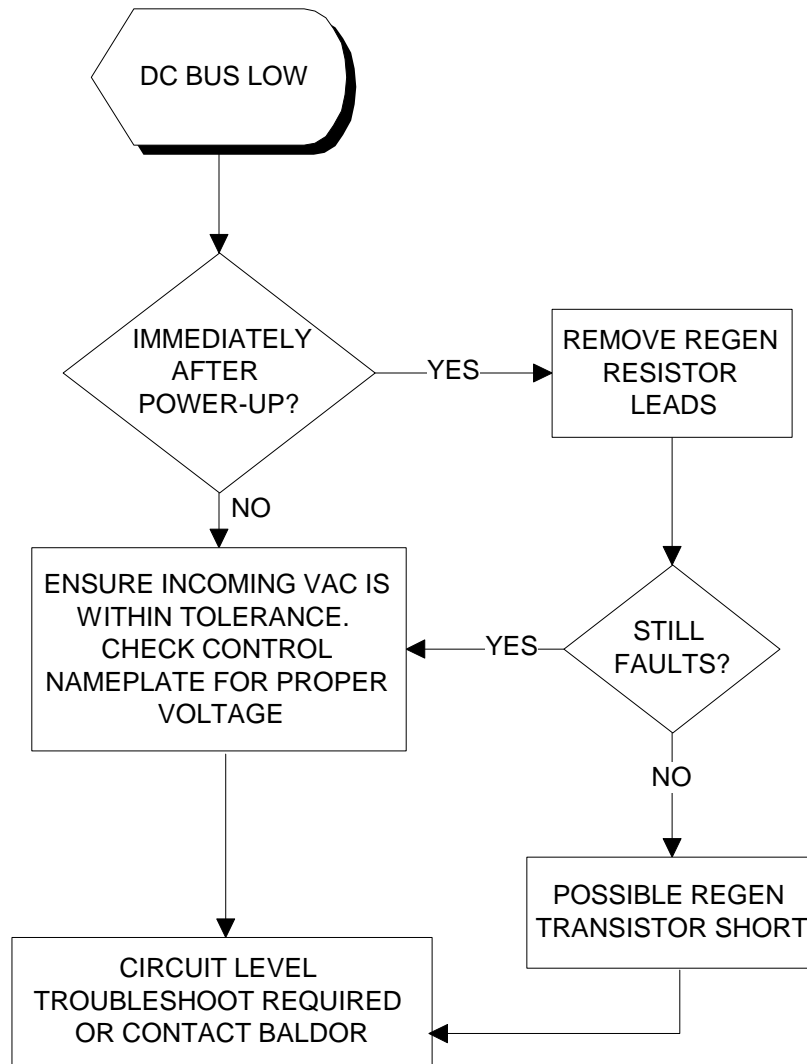 DC BUS LOW
IMMEDIATELY
AFTER
POWER-UP?
YES
REMOVE REGEN
RESISTOR
LEADS
NO
ENSURE INCOMING VAC IS
WITHIN TOLERANCE.
CHECK CONTROL
NAMEPLATE FOR PROPER
VOLTAGE
YES
STILL
FAULTS?
NO
POSSIBLE REGEN
TRANSISTOR SHORT
CIRCUIT LEVEL
TROUBLESHOOT REQUIRED
OR CONTACT BALDOR